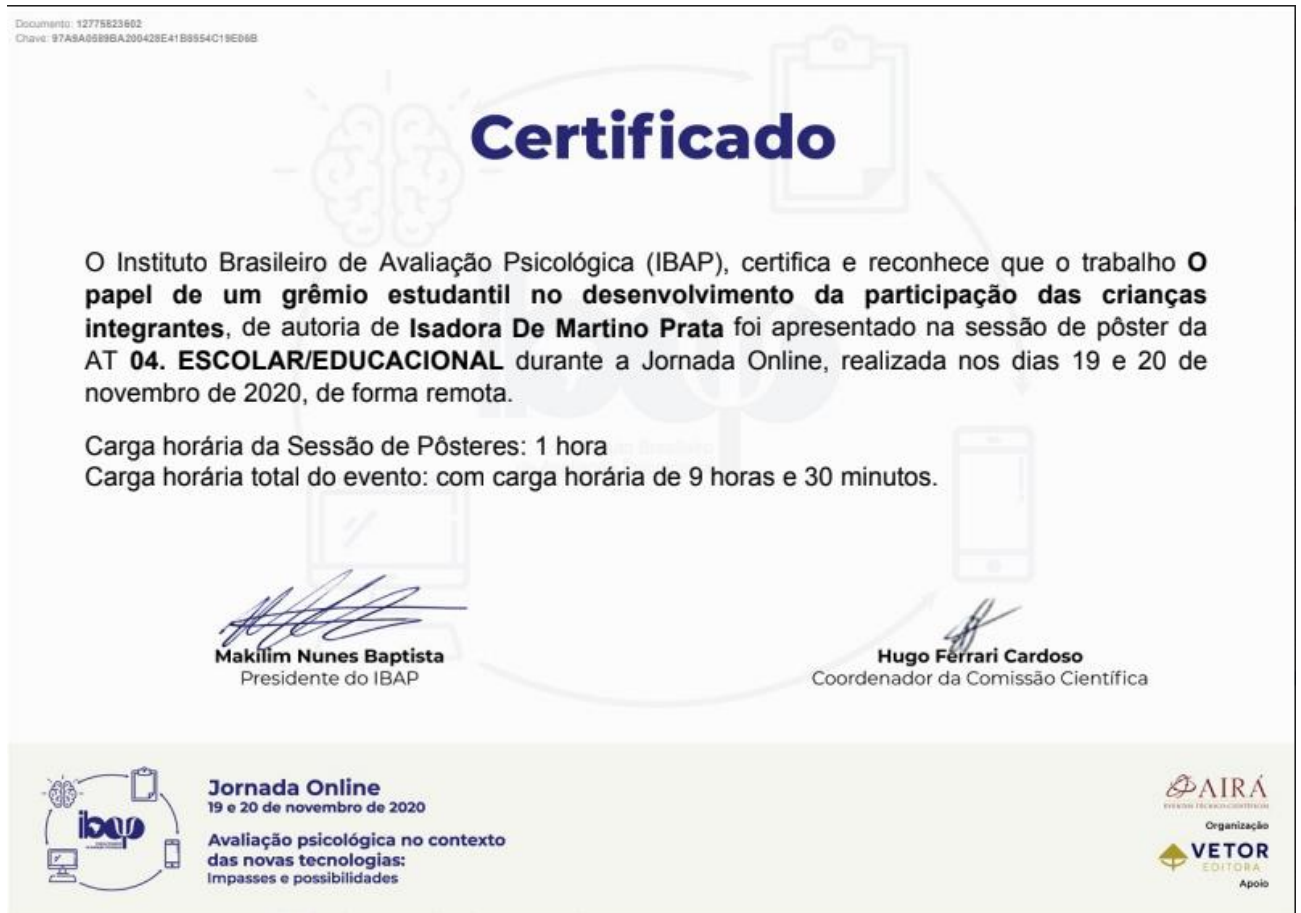 Documento: 12775823602
Certificado
O Instituto Brasileiro de Avaliação Psicológica (IBAP), certifica e reconhece que o trabalho O
papel de um grêmio estudantil no desenvolvimento da participação das crianças
integrantes, de autoria de Isadora De Martino Prata foi apresentado na sessão de pôster da
AT 04. ESCOLAR/EDUCACIONAL durante a Jornada Online, realizada nos dias 19 e 20 de
novembro de 2020, de forma remota.
Carga horária da Sessão de Pôsteres: 1 hora
Carga horária total do evento: com carga horária de 9 horas e 30 minutos.
Makilim Nunes Baptista
Presidente do IBAP
Hugo Ferrari Cardoso
Coordenador da Comissão Científica
ibap
Jornada Online
19 e 20 de novembro de 2020
Avaliação psicológica no contexto
das novas tecnologias:
Impasses e possibilidades
AIRÁ
EVENTOS TÉCNICO-CIENTÍFICOS
Organização
VETOR
EDITORA
Apoio